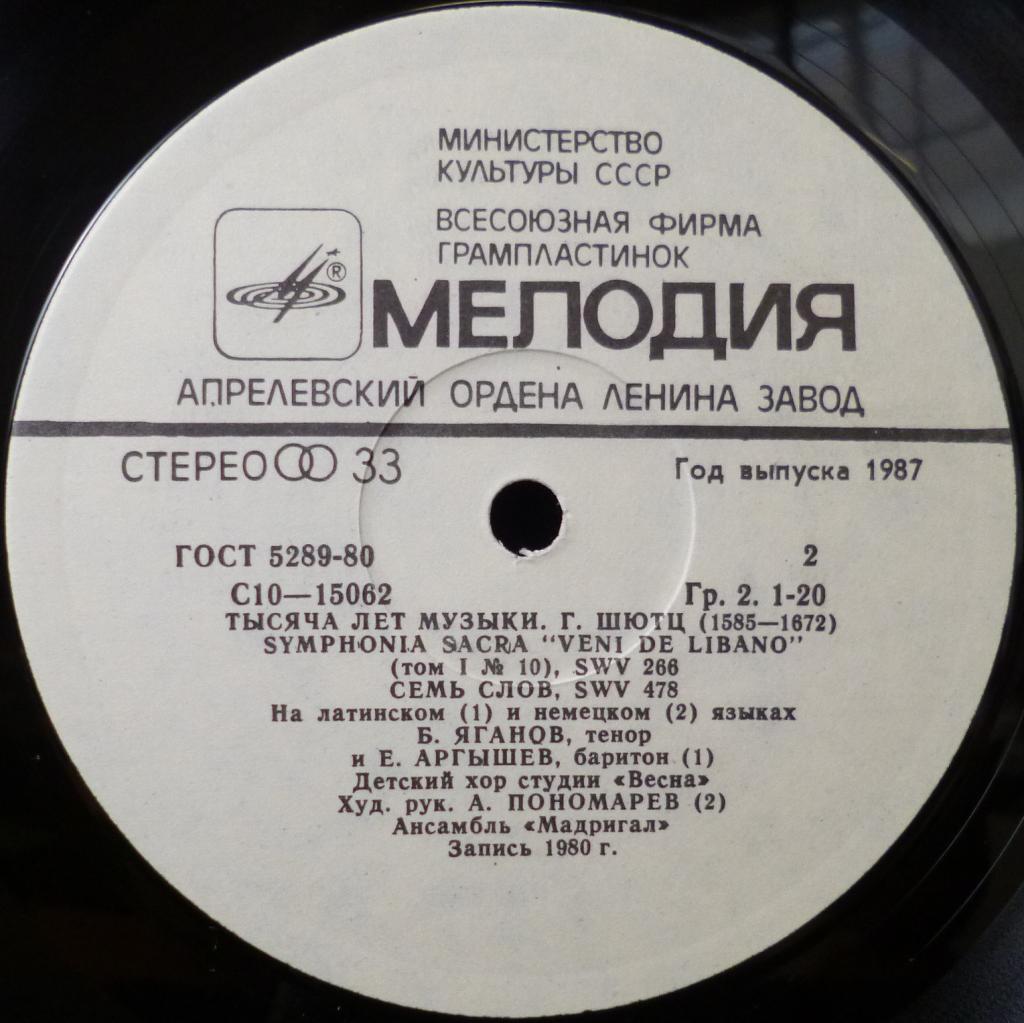 МИНИСТЕРСТВО
КУЛЬТУРЫ СССР
ВСЕСОЮЗНАЯ ФИРМА
ГРАМПЛАСТИНОК
®
МЕЛОДИЯ
АПРЕЛЕВСКИЙ ОРДЕНА ЛЕНИНА ЗАВОД
СТЕРЕО 33 Год выпуска 1987
ГОСТ 5289-80 2
С10—15062 Гр. 2. 1-20
ТЫСЯЧА ЛЕТ МУЗЫКИ. Г. ШЮТЦ (1585—1672)
SYMPHONIA SACRA "VENI DE LIBANO"
(том I № 10), SWV 266
СЕМЬ СЛОВ, SWV 478
На латинском (1) и немецком (2) языках
Б. ЯГАНОВ, тенор
и Е. АРГЫШЕВ, баритон (1)
Детский хор студии «Весна»
Худ. рук. А. ПОНОМАРЕВ (2)
Ансамбль «Мадригал»
Запись 1980 г.